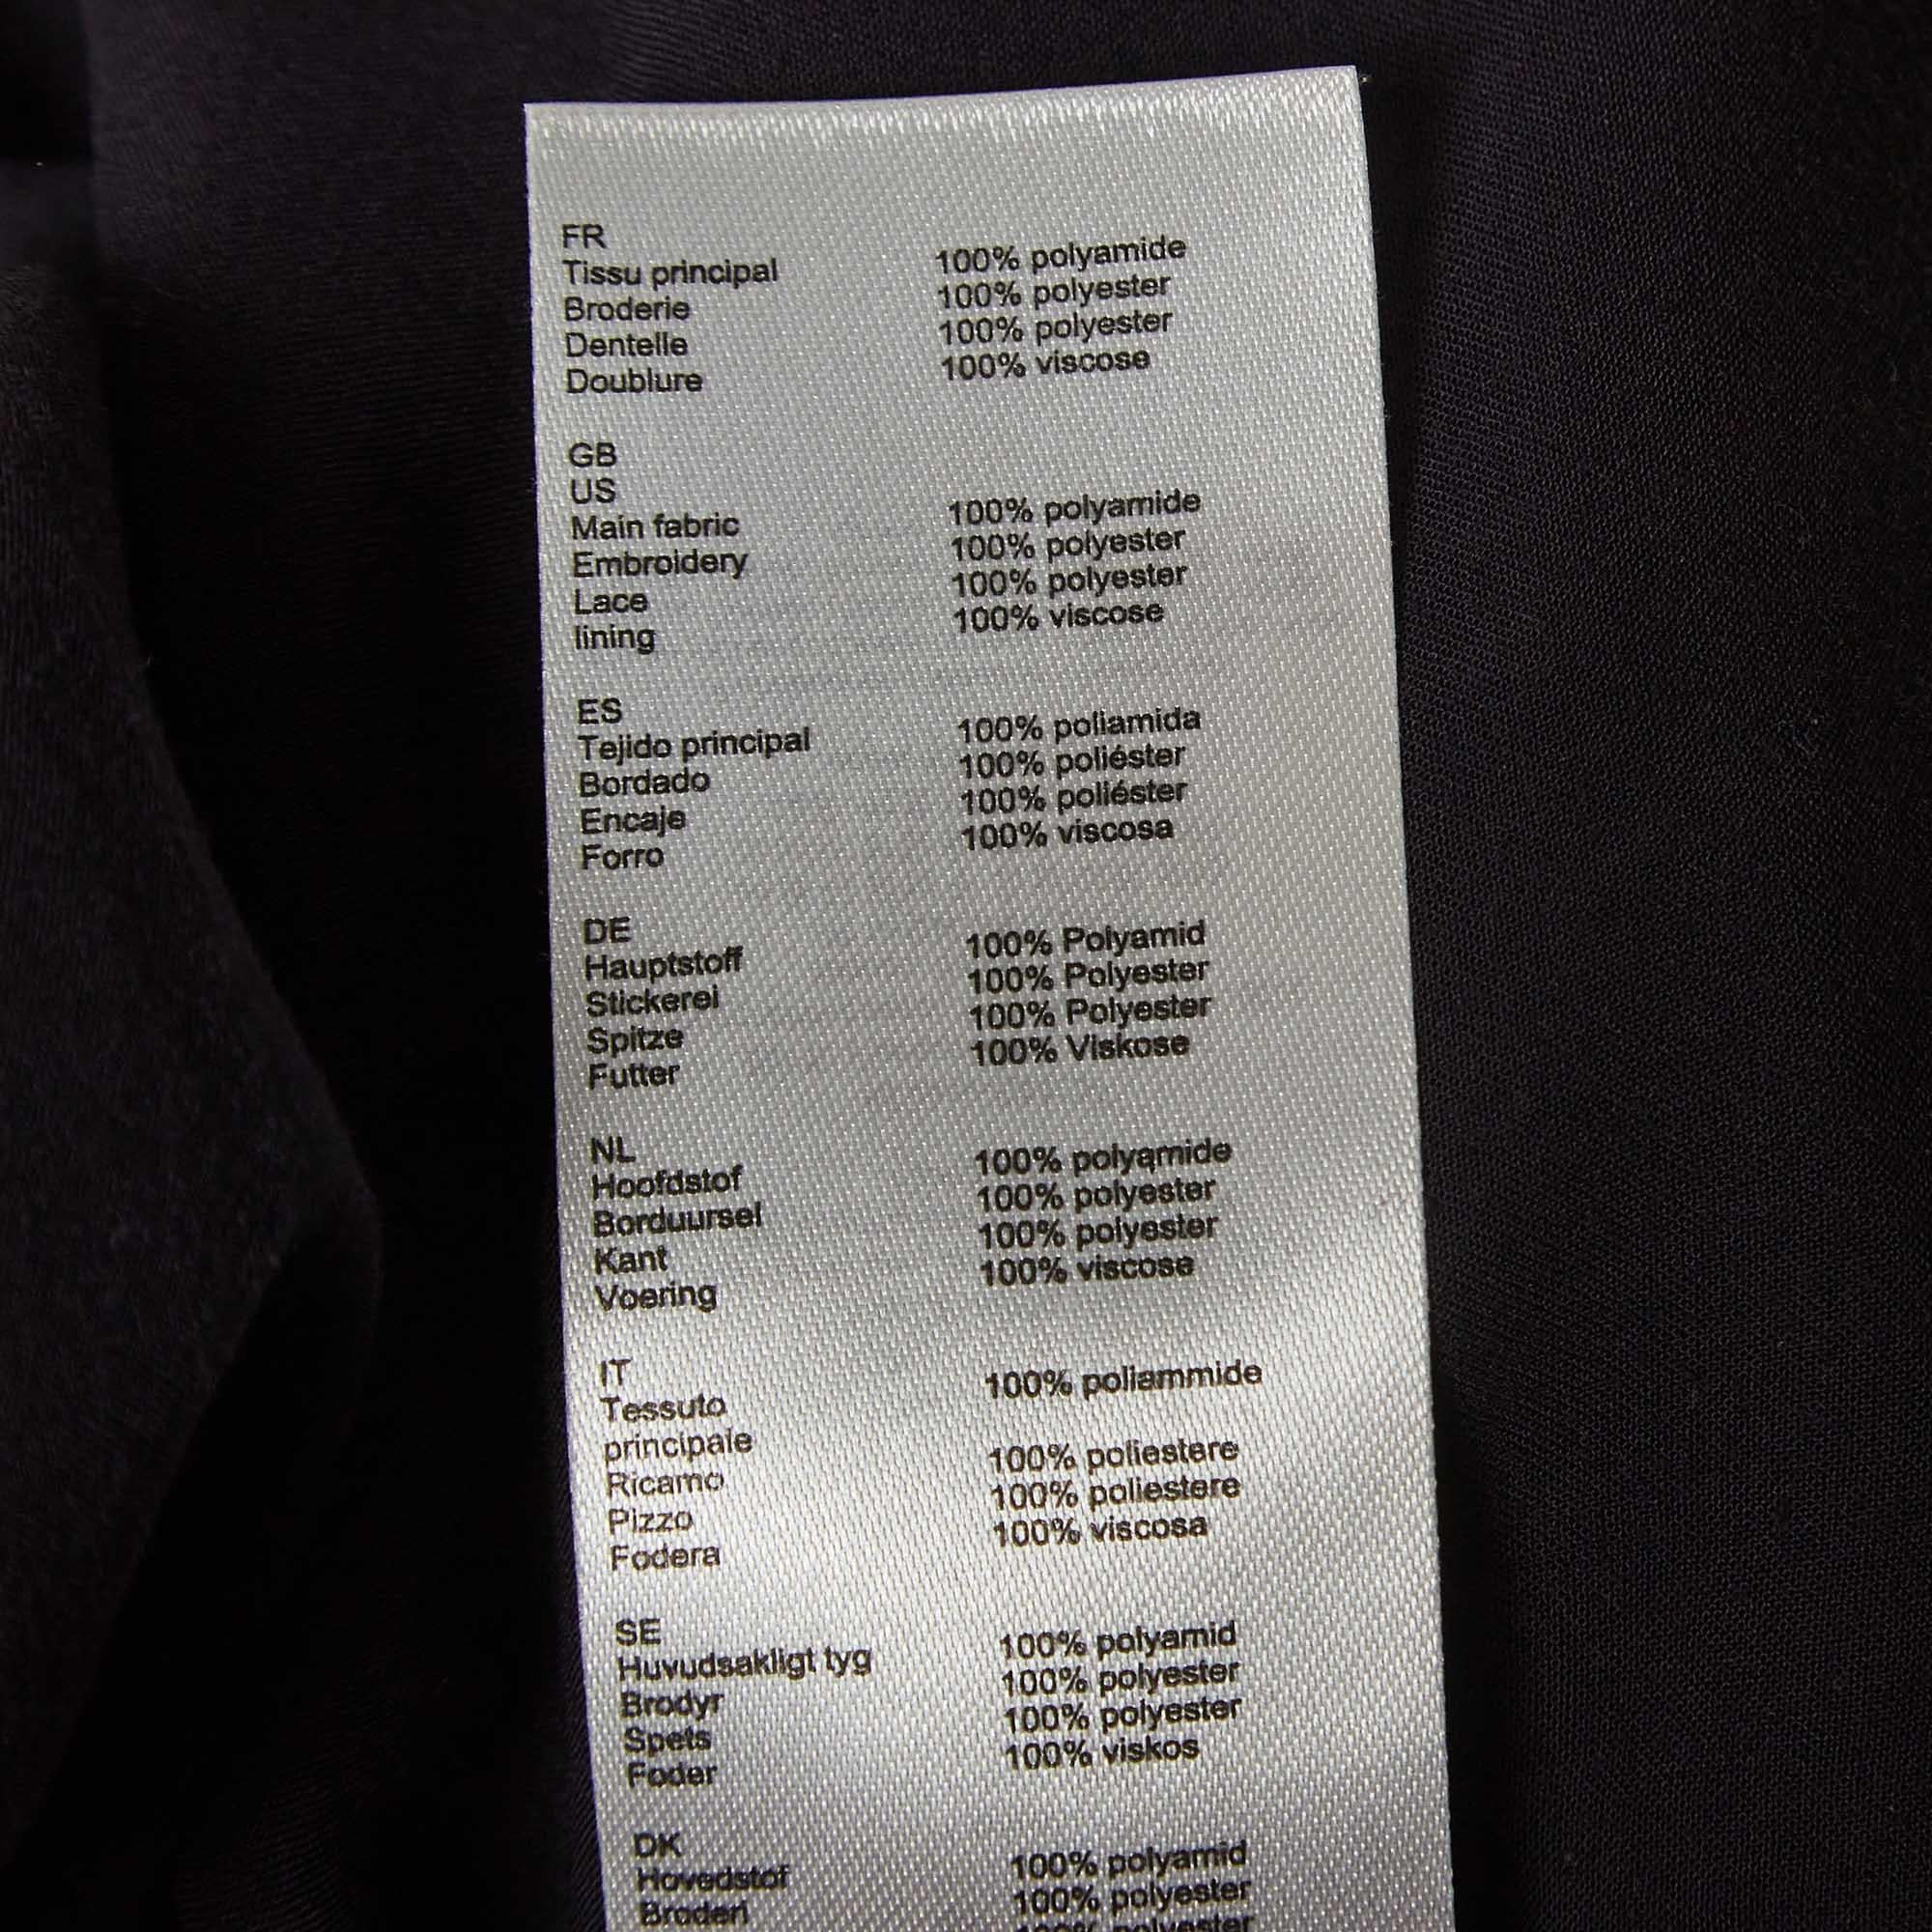 FR
Tissu principal 100% polyamide
Broderie 100% polyester
Dentelle 100% polyester
Doublure 100% viscose
GB
US
Main fabric 100% polyamide
Embroidery 100% polyester
Lace 100% polyester
lining 100% viscose
ES
Tejido principal 100% poliamida
Bordado 100% poliéster
Encaje 100% poliéster
Forro 100% viscosa
DE
Hauptstoff 100% Polyamid
Stickerei 100% Polyester
Spitze 100% Polyester
Futter 100% Viskose
NL
Hoofdstof 100% polyamide
Borduursel 100% polyester
Kant 100% polyester
Voering 100% viscose
IT
Tessuto 100% poliammide
principale
Ricamo 100% poliestere
Pizzo 100% poliestere
Fodera 100% viscosa
SE
Huvudsakligt tyg 100% polyamid
Brodyr 100% polyester
Spets 100% polyester
Foder 100% viskos
DK
Hovedstof 100% polyamid
Broderi 100% polyester
100% polyester